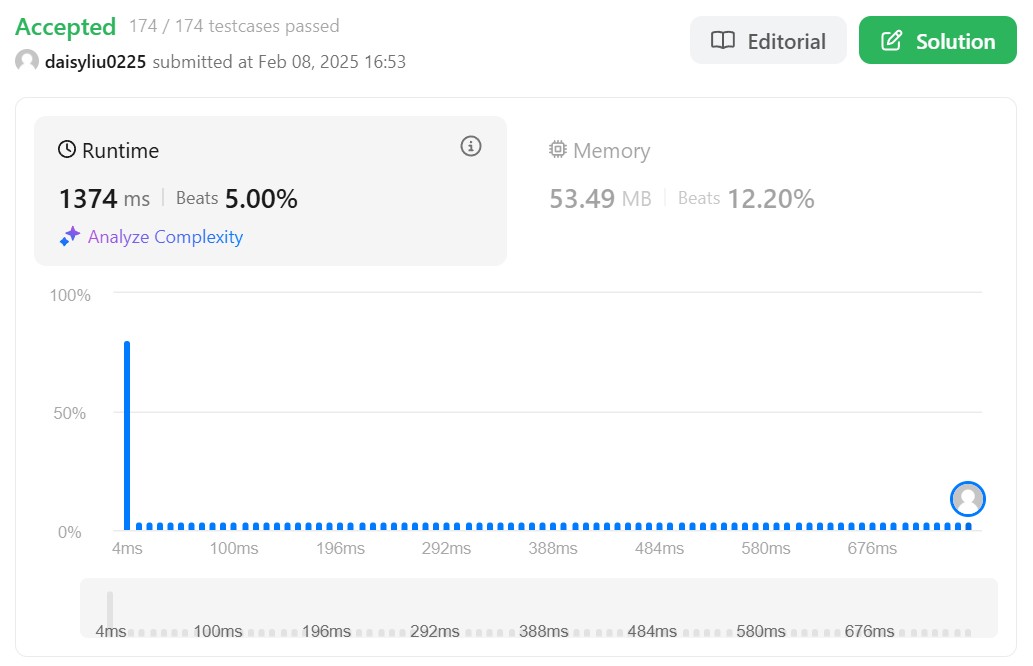 Accepted 174 / 174 testcases passed
Editorial
Solution
daisyliu0225 submitted at Feb 08, 2025 16:53
Runtime
1374 ms Beats 5.00%
Analyze Complexity
Memory
53.49 MB Beats 12.20%
100%
50%
0%
4ms 100ms 196ms 292ms 388ms 484ms 580ms 676ms
4ms 100ms 196ms 292ms 388ms 484ms 580ms 676ms